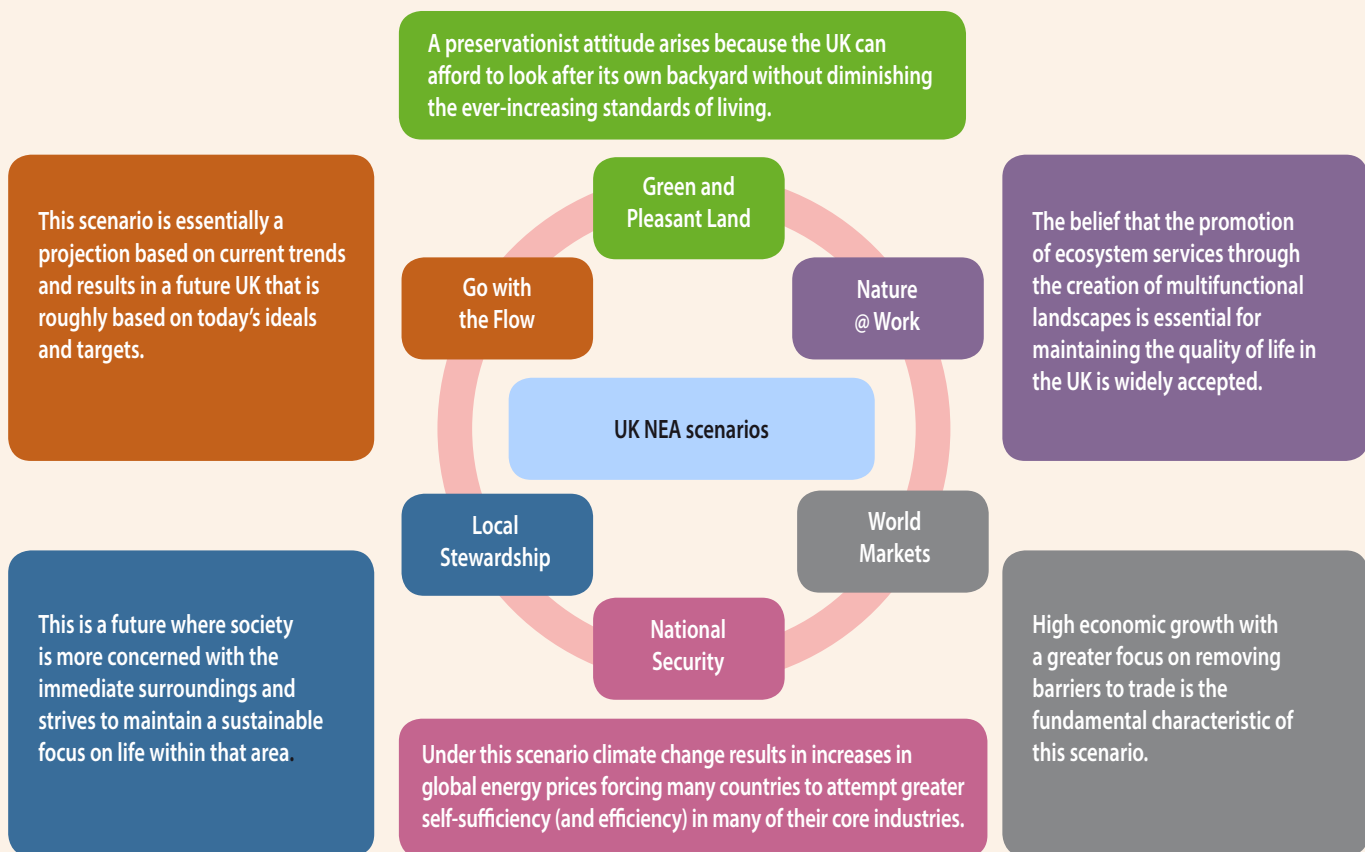 A preservationist attitude arises because the UK can
afford to look after its own backyard without diminishing
the ever-increasing standards of living.
This scenario is essentially a
projection based on current trends
and results in a future UK that is
roughly based on today's ideals
and targets.
Green and
Pleasant Land
The belief that the promotion
of ecosystem services through
the creation of multifunctional
landscapes is essential for
maintaining the quality of life in
the UK is widely accepted.
Go with
the Flow
Nature
@ Work
UK NEA scenarios
Local
Stewardship
World
Markets
This is a future where society
is more concerned with the
immediate surroundings and
strives to maintain a sustainable
focus on life within that area.
National
Security
High economic growth with
a greater focus on removing
barriers to trade is the
fundamental characteristic of
this scenario.
Under this scenario climate change results in increases in
global energy prices forcing many countries to attempt greater
self-sufficiency (and efficiency) in many of their core industries.